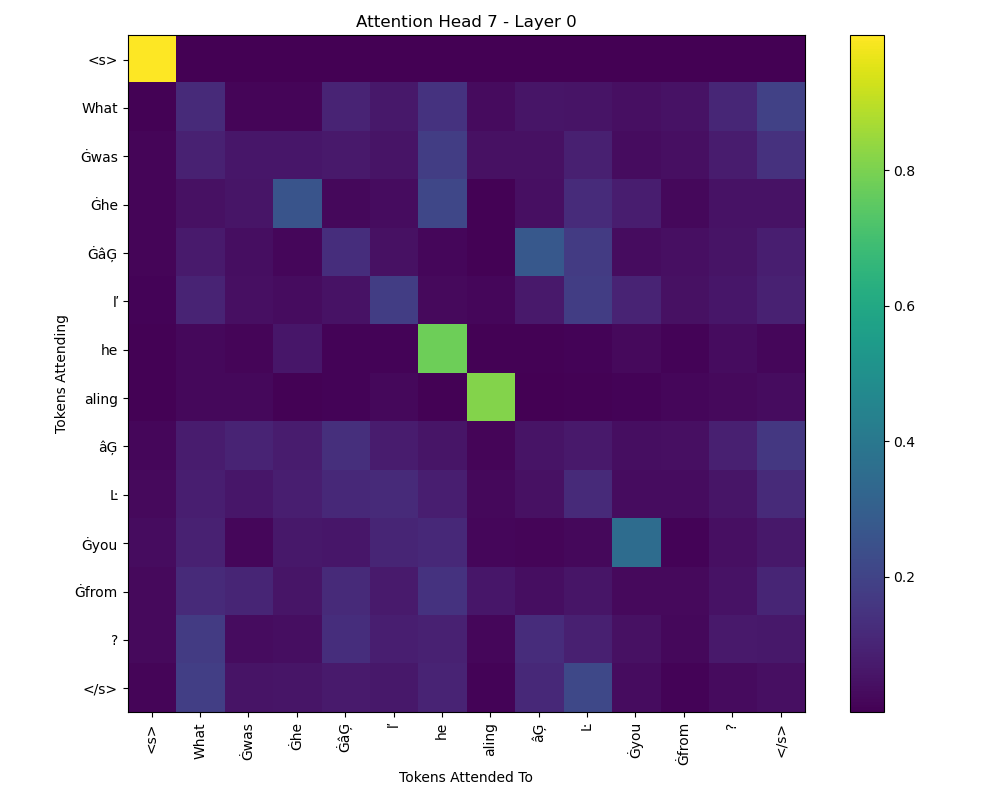 Attention Head 7 - Layer 0
<s>
What
Ġwas
Ġhe
ĠâĢ
ľ
he
aling
âĢ
Ŀ
Ġyou
Ġfrom
?
</s>
Tokens Attending
<s>
What
Ġwas
Ġhe
ĠâĢ
ľ
he
aling
âĢ
Ŀ
Ġyou
Ġfrom
?
</s>
Tokens Attended To
0.8
0.6
0.4
0.2